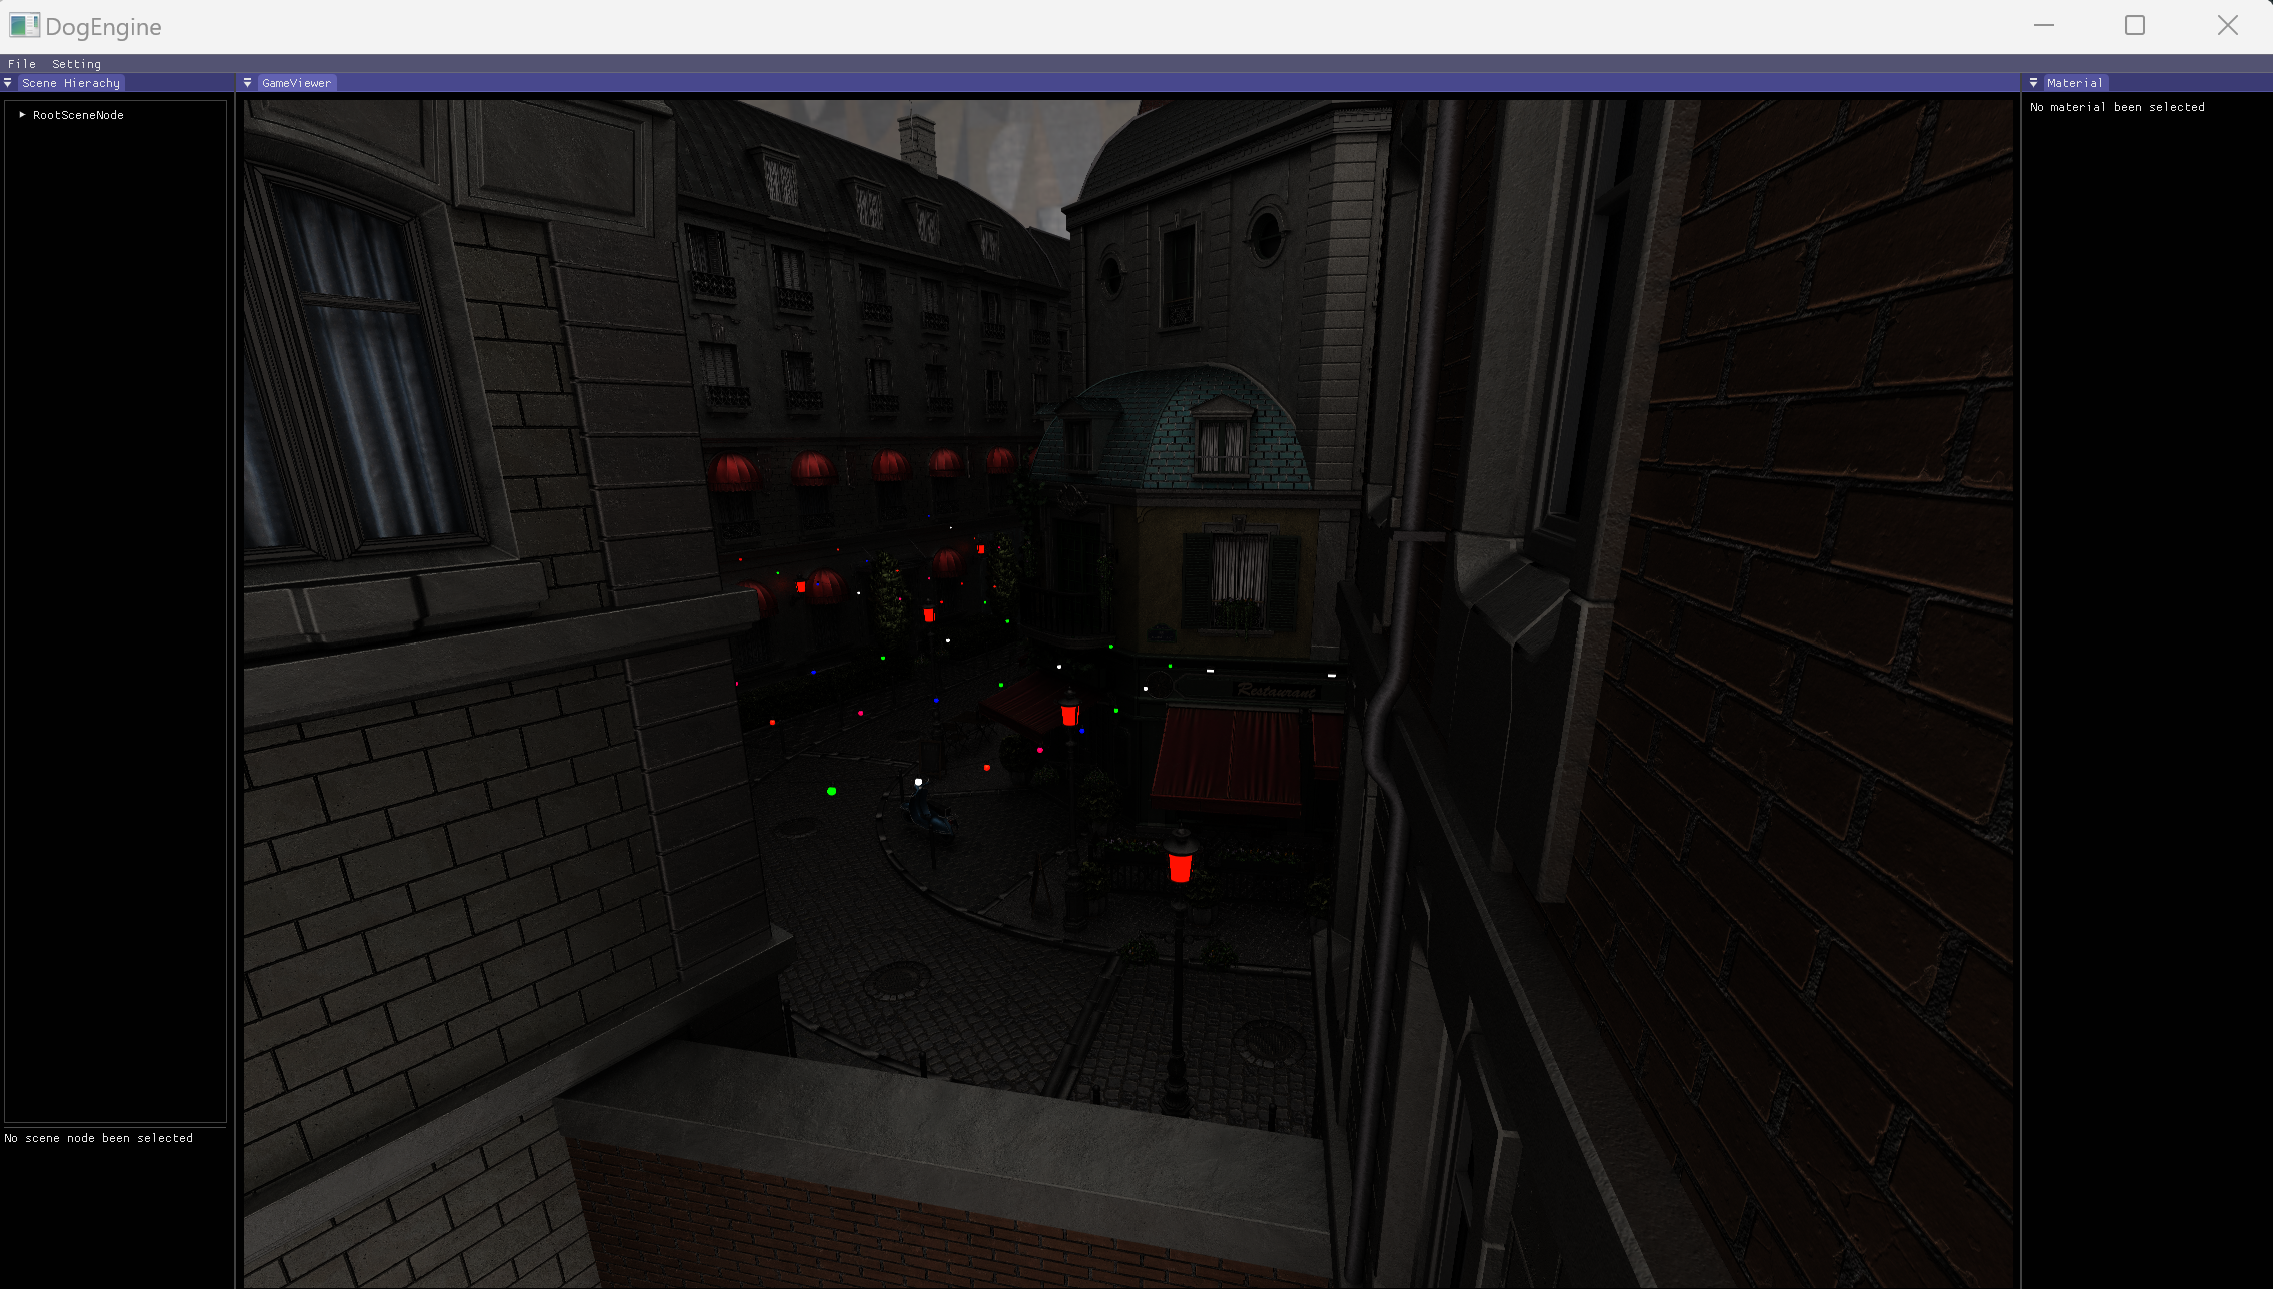 DogEngine
File Setting
Scene Hierachy
GameViewer
Material
RootSceneNode
No material been selected
Restaurant
No scene node been selected